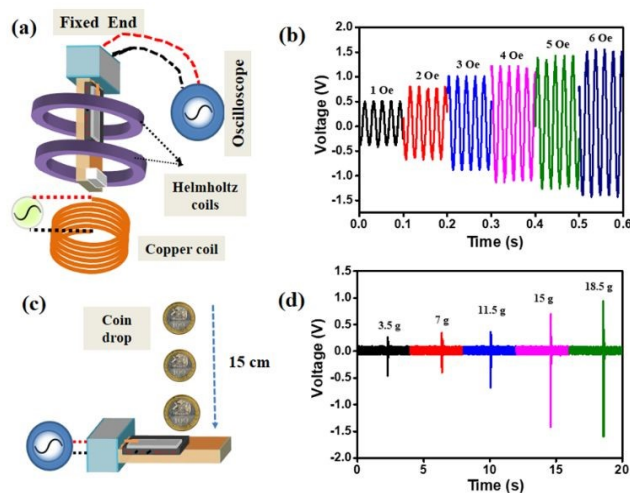 (a)
Fixed End
Oscilloscope
Helmholtz
coils
Copper coil
(b)
Voltage (V)
2.0
1.5
1.0
0.5
0.0
-0.5
-1.0
-1.5
1 Oe
2 Oe
3 Oe
4 Oe
5 Oe
6 Oe
0.0 0.1 0.2 0.3 0.4 0.5 0.6
Time (s)
(c)
Coin
drop
100
100
100
15 cm
(d)
Voltage (V)
1.5
1.0
0.5
0.0
-0.5
-1.0
-1.5
-2.0
3.5 g
7 g
11.5 g
15 g
18.5 g
0 5 10 15 20
Time (s)